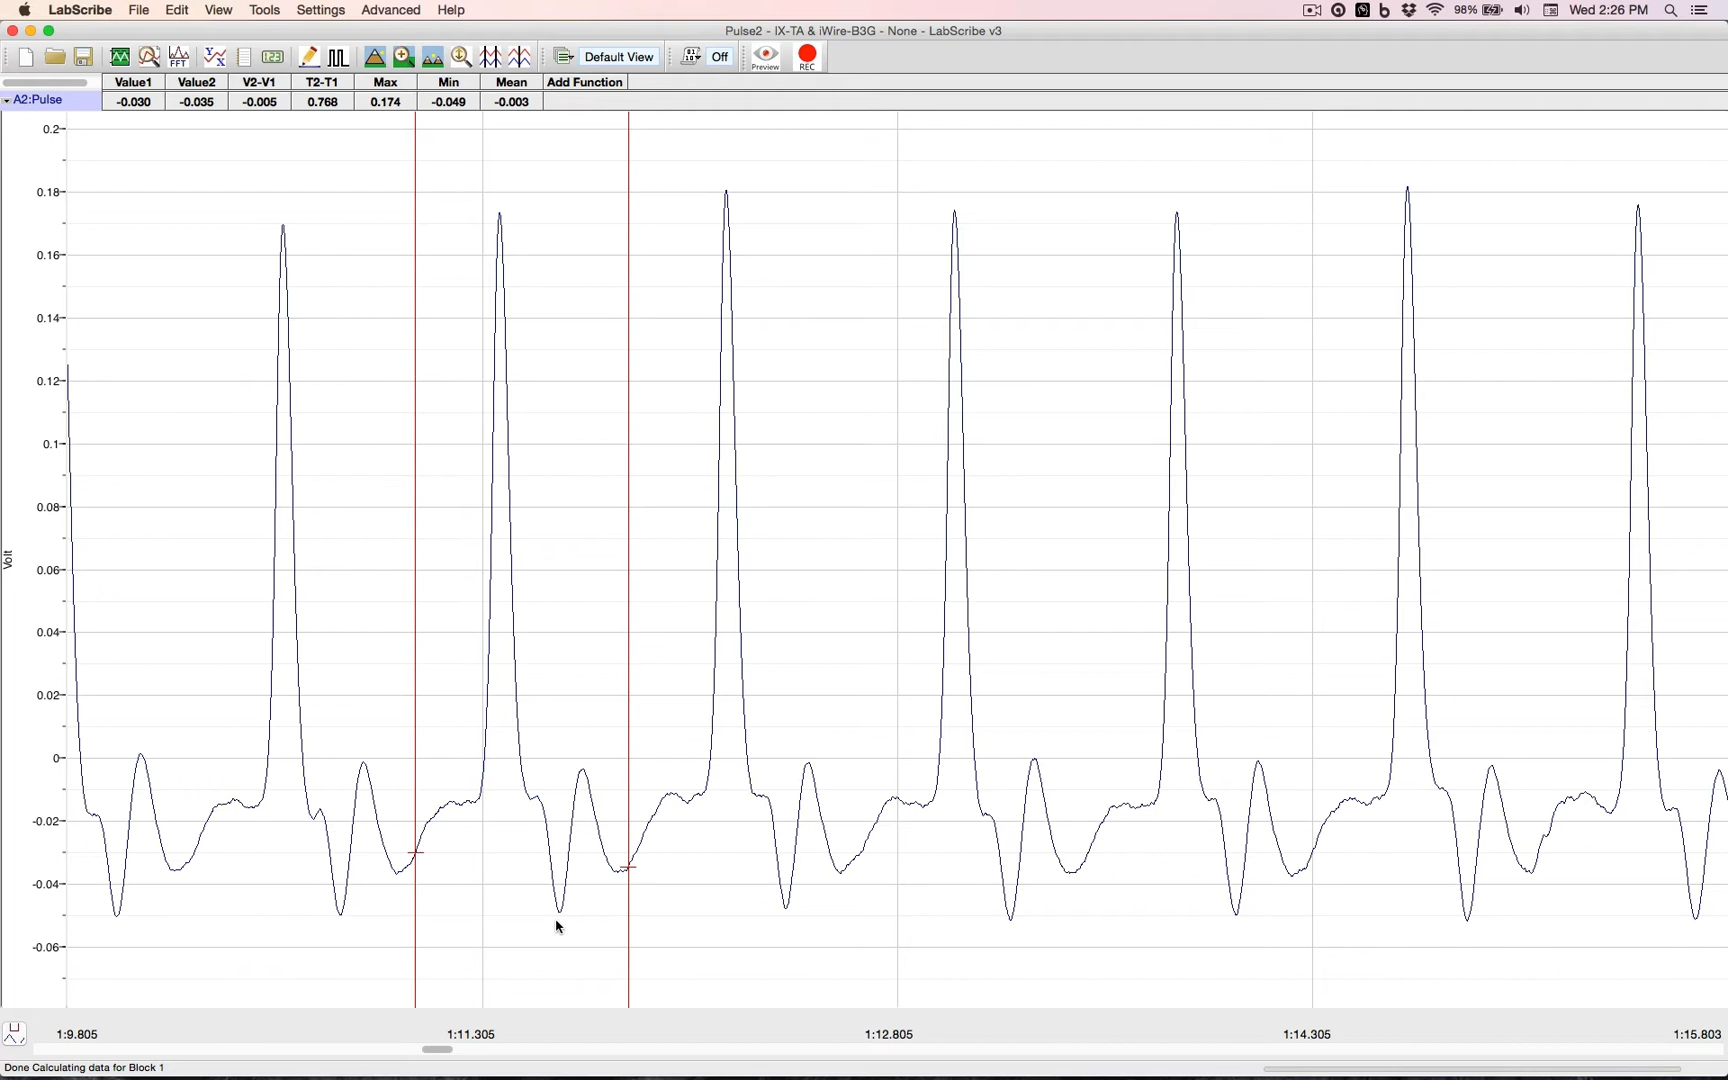 LabScribe File Edit View Tools Settings Advanced Help 98% Wed 2:26 PM
Pulse2 - IX-TA & iWire-B3G - None - LabScribe v3
FFT Y X 123 Default View Off Preview REC
Value1 Value2 V2-V1 T2-T1 Max Min Mean Add Function
A2:Pulse -0.030 -0.035 -0.005 0.768 0.174 -0.049 -0.003
0.2
0.18
0.16
0.14
0.12
0.1
0.08
0.06
Volt
0.04
0.02
0
-0.02
-0.04
-0.06
1:9.805 1:11.305 1:12.805 1:14.305 1:15.803
Done Calculating data for Block 1